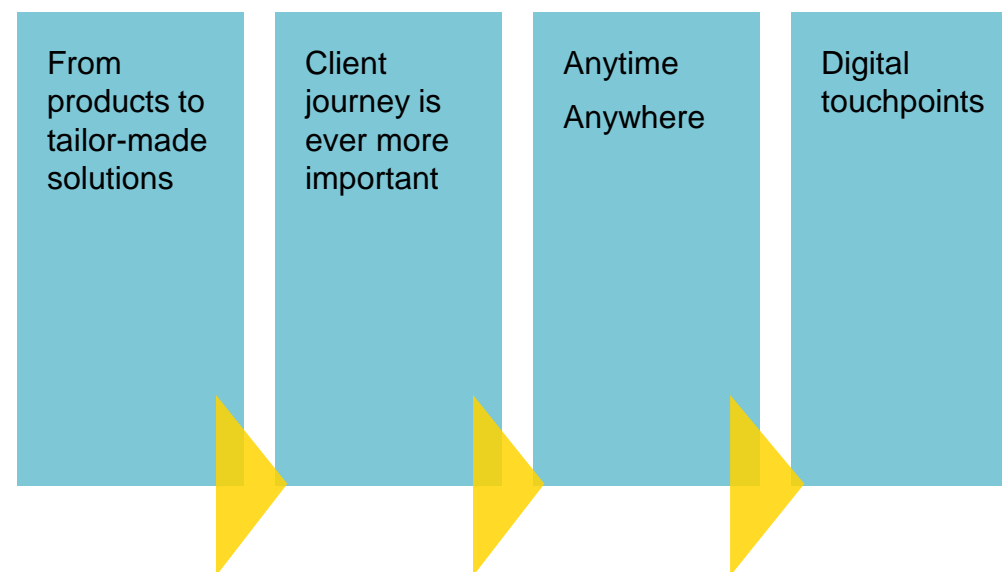 From
products to
tailor-made
solutions
Client
journey is
ever more
important
Anytime
Anywhere
Digital
touchpoints